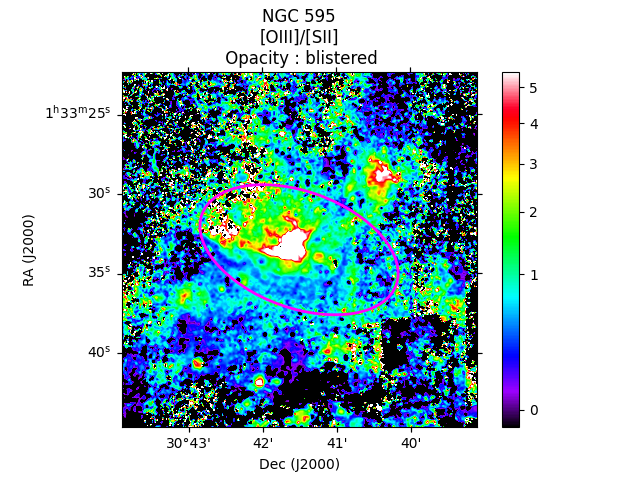 NGC 595
[OIII]/[SII]
Opacity : blistered
1ʰ33ᵐ25ˢ
30ˢ
35ˢ
40ˢ
RA (J2000)
30°43'
42'
41'
40'
Dec (J2000)
5
4
3
2
1
0